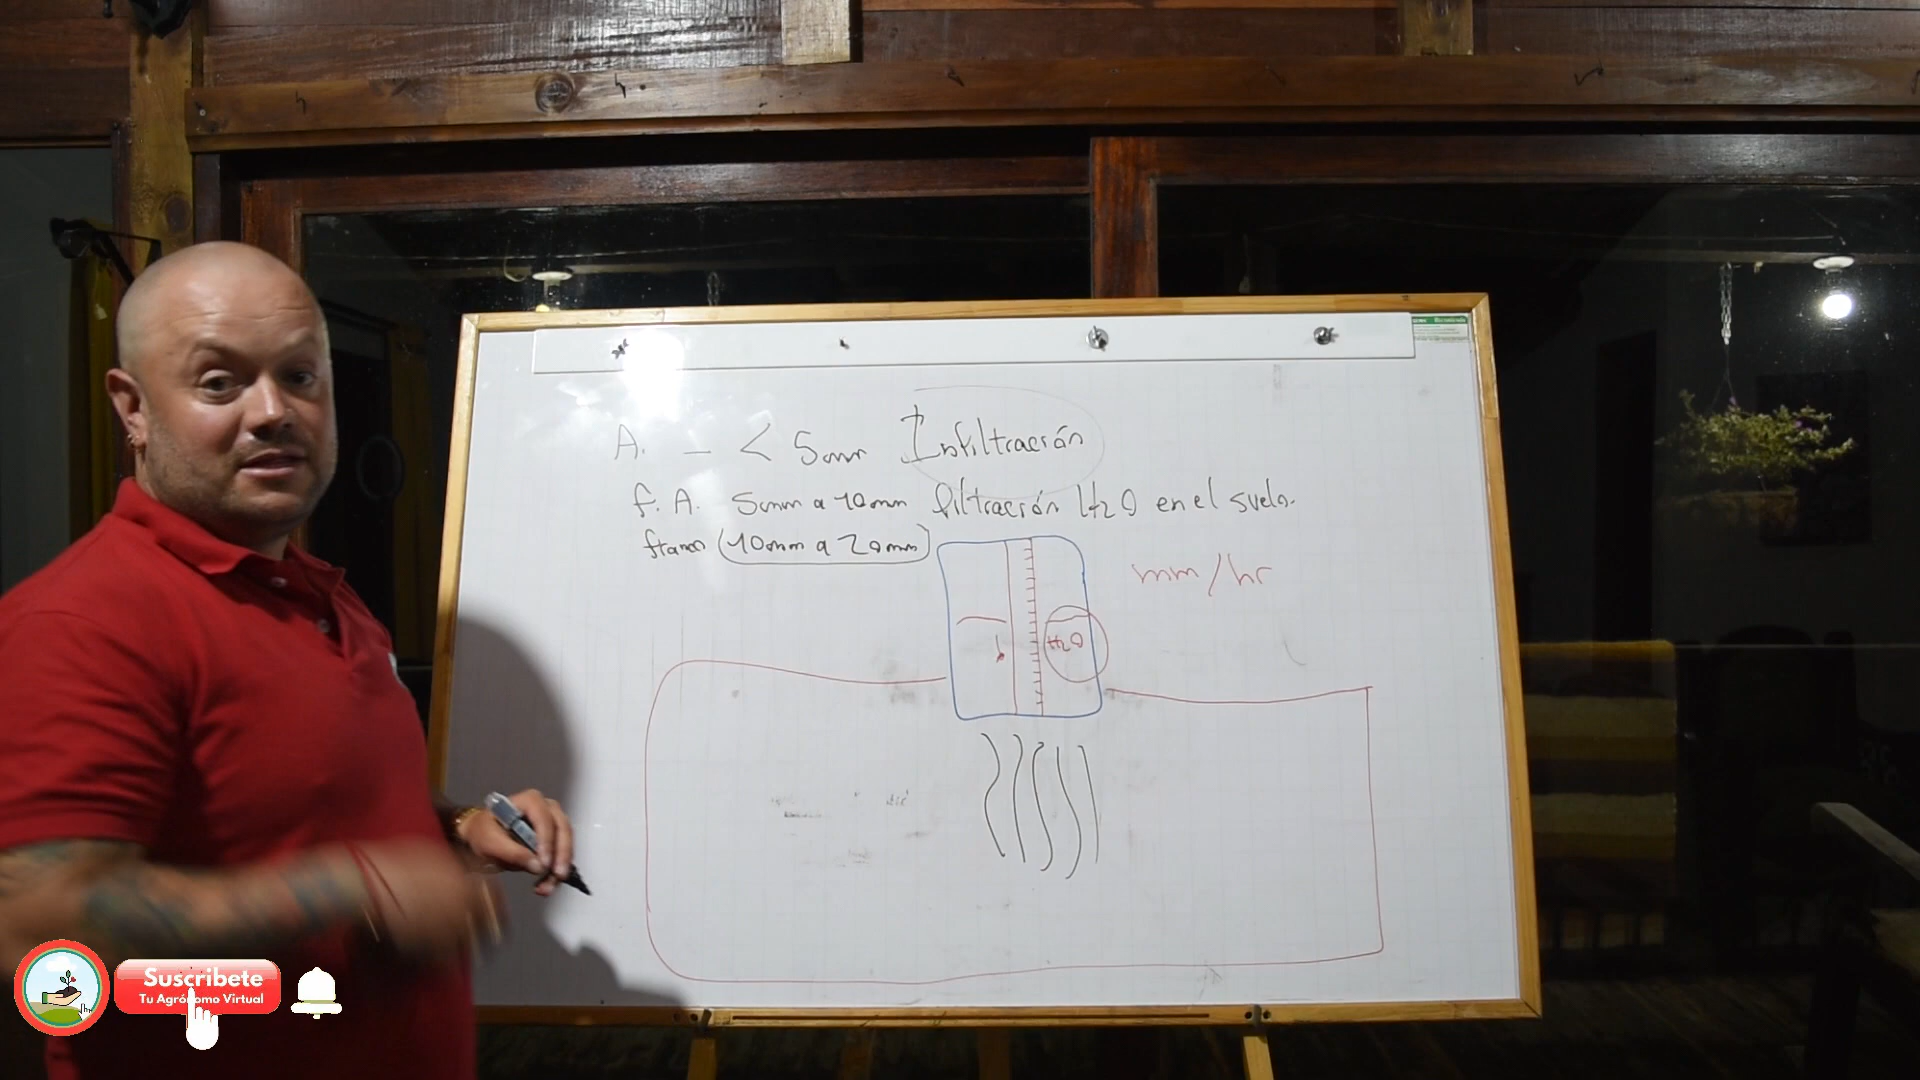 A. - < 5mm Infiltración
f. A. 5mm a 10mm filtración H2O en el suelo.
franco (10mm a 20mm)
mm/hr
H2O
Suscribete
Tu Agrónomo Virtual